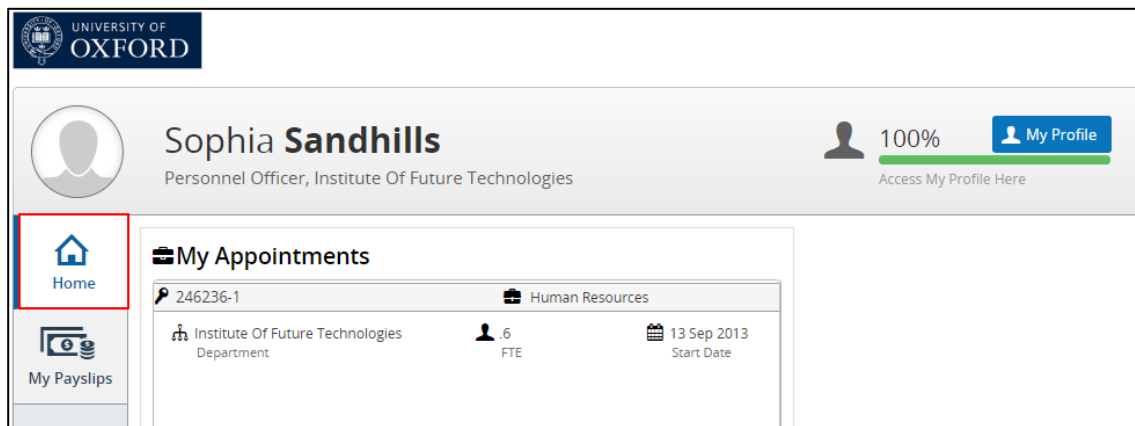 UNIVERSITY OF
OXFORD
Sophia Sandhills
Personnel Officer, Institute Of Future Technologies
100%
My Profile
Access My Profile Here
Home
My Payslips
My Appointments
246236-1
Human Resources
Institute Of Future Technologies
Department
.6
FTE
13 Sep 2013
Start Date